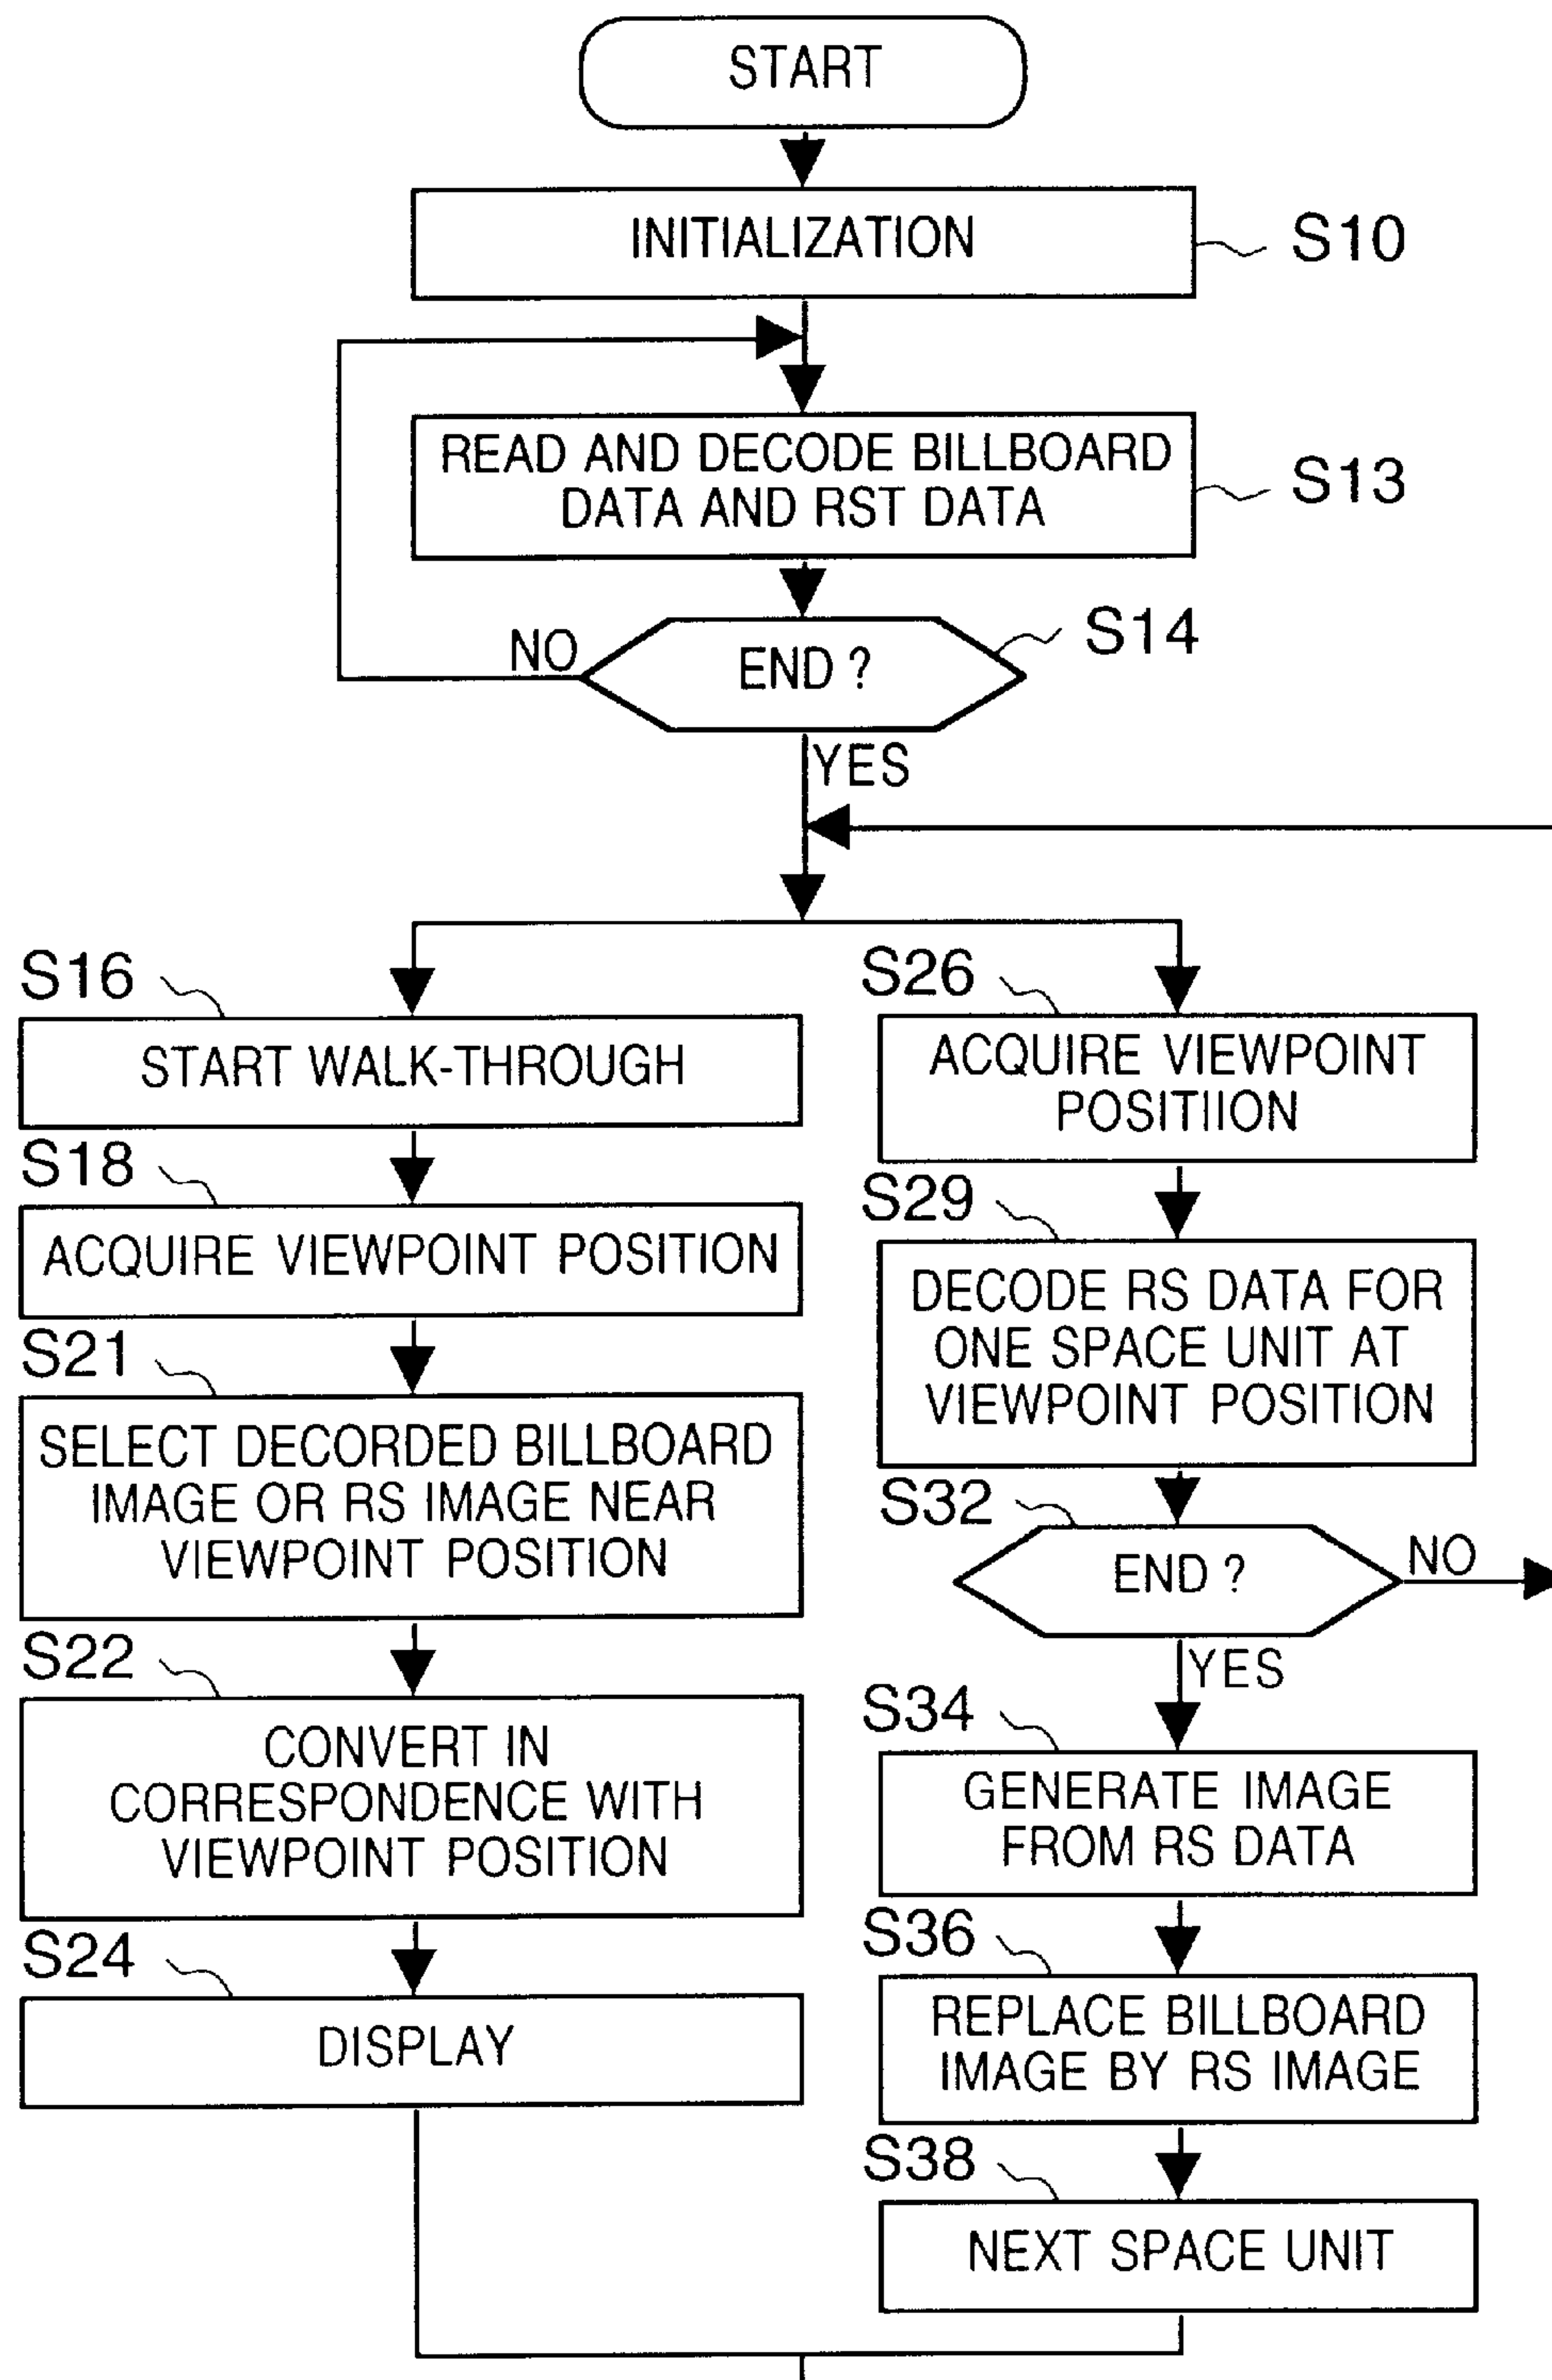 START
INITIALIZATION
S10
READ AND DECODE BILLBOARD
DATA AND RST DATA
S13
END ?
S14
NO
YES
S16
START WALK-THROUGH
S18
ACQUIRE VIEWPOINT POSITION
S21
SELECT DECORDED BILLBOARD
IMAGE OR RS IMAGE NEAR
VIEWPOINT POSITION
S22
CONVERT IN
CORRESPONDENCE WITH
VIEWPOINT POSITION
S24
DISPLAY
S26
ACQUIRE VIEWPOINT
POSITIION
S29
DECODE RS DATA FOR
ONE SPACE UNIT AT
VIEWPOINT POSITION
S32
END ?
NO
YES
S34
GENERATE IMAGE
FROM RS DATA
S36
REPLACE BILLBOARD
IMAGE BY RS IMAGE
S38
NEXT SPACE UNIT